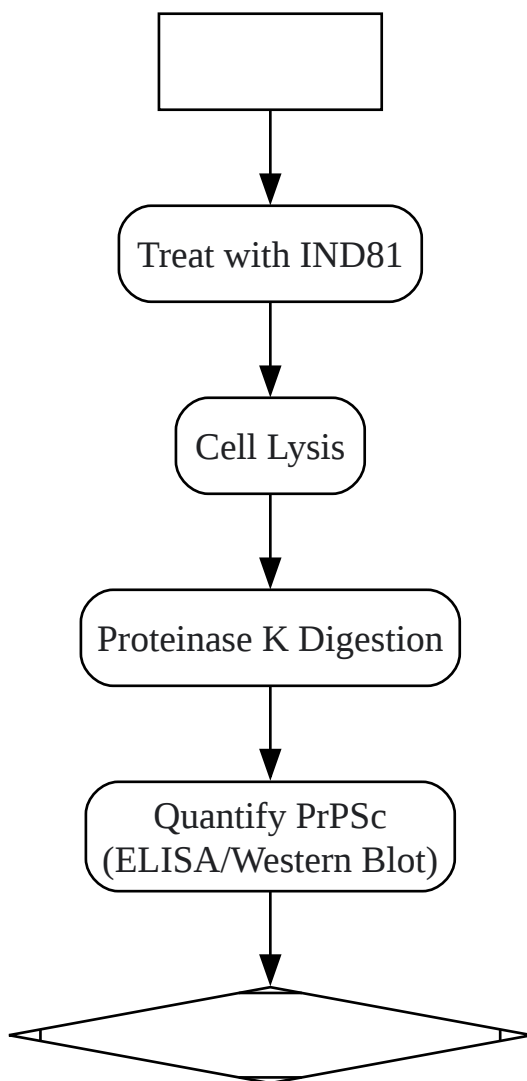 Treat with IND81
Cell Lysis
Proteinase K Digestion
Quantify PrPSc
(ELISA/Western Blot)